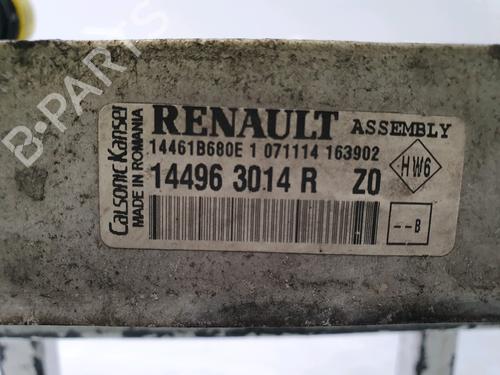 RENAULT ASSEMBLY
14461B680E 1 071114 163902
14496 3014 R Z0
HW6
--B
Calsonic Kansei
MADE IN ROMANIA
B-PARTS